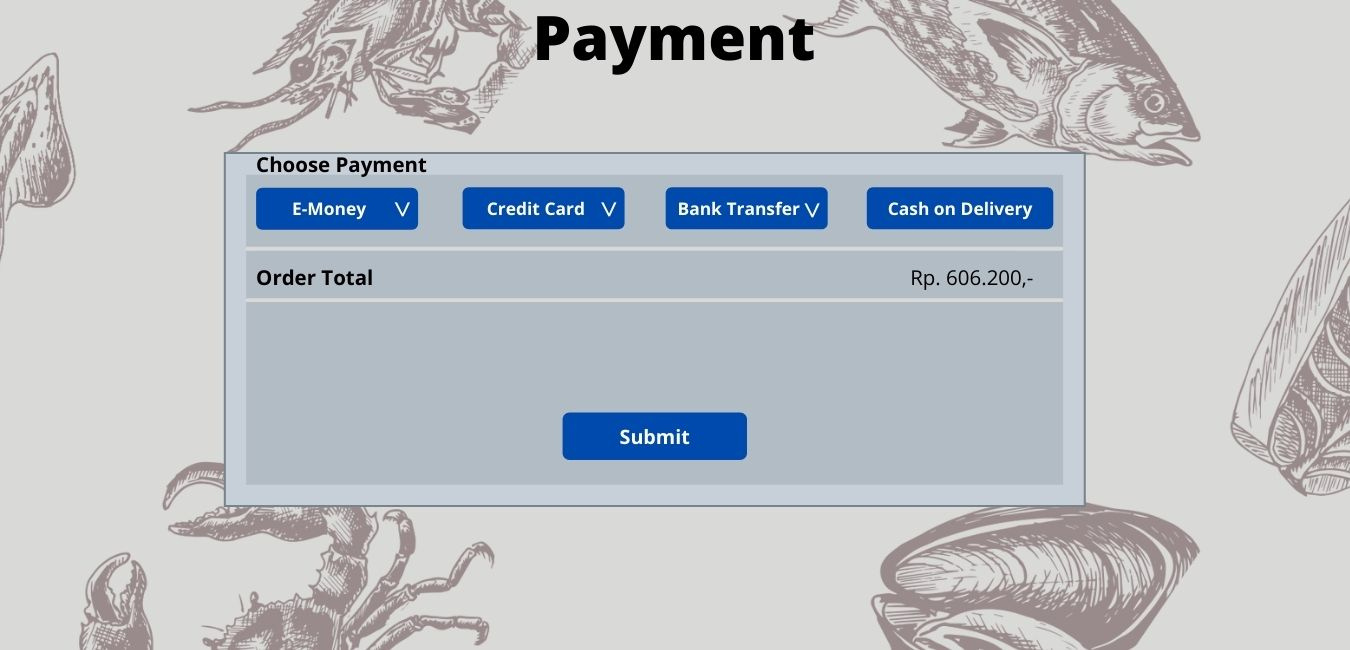 Payment
Choose Payment
E-Money V Credit Card V Bank Transfer V Cash on Delivery
Order Total Rp. 606.200,-
Submit